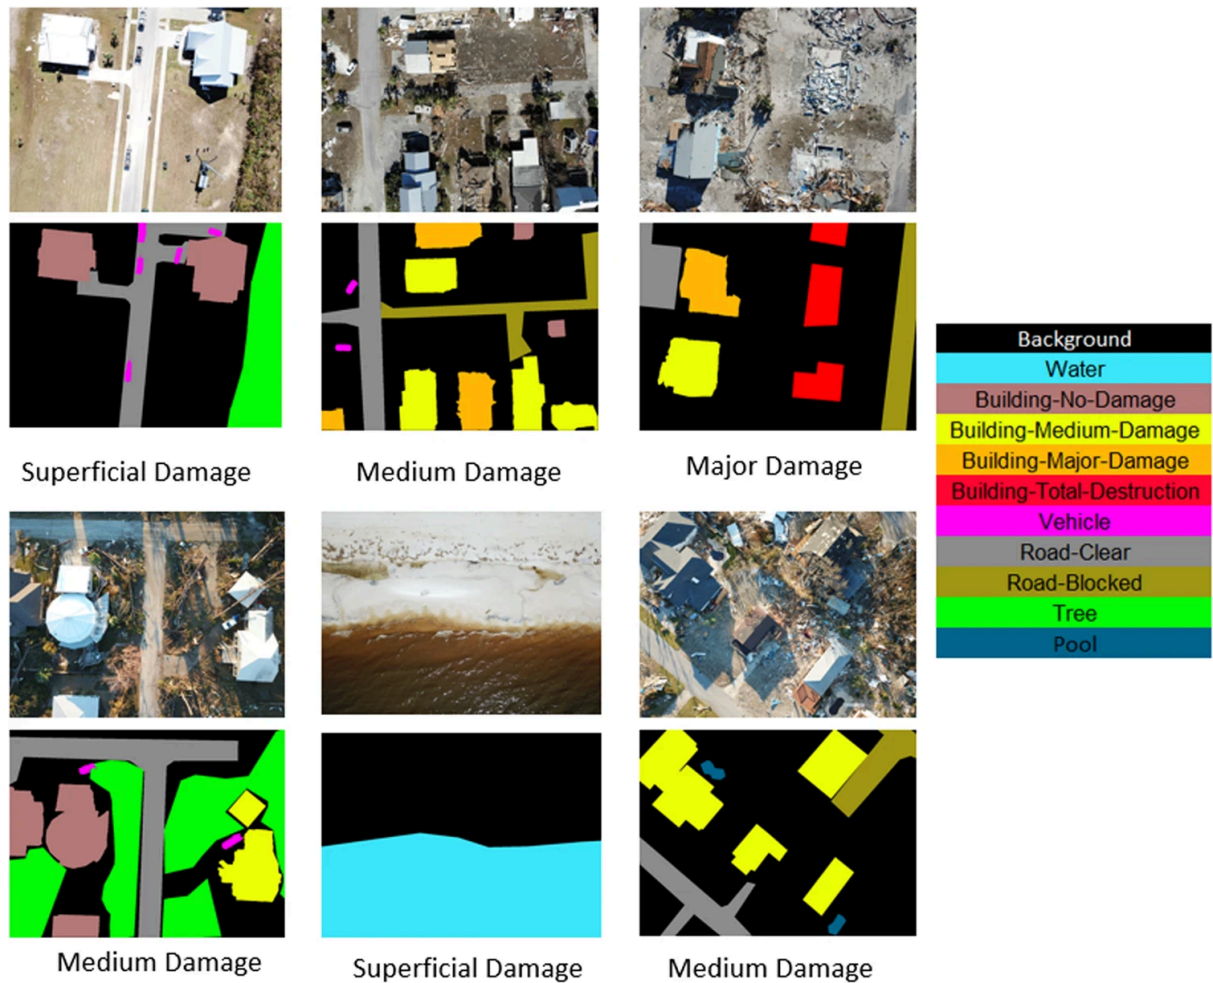 Superficial Damage
Medium Damage
Major Damage
Background
Water
Building-No-Damage
Building-Medium-Damage
Building-Major-Damage
Building-Total-Destruction
Vehicle
Road-Clear
Road-Blocked
Tree
Pool
Medium Damage
Superficial Damage
Medium Damage